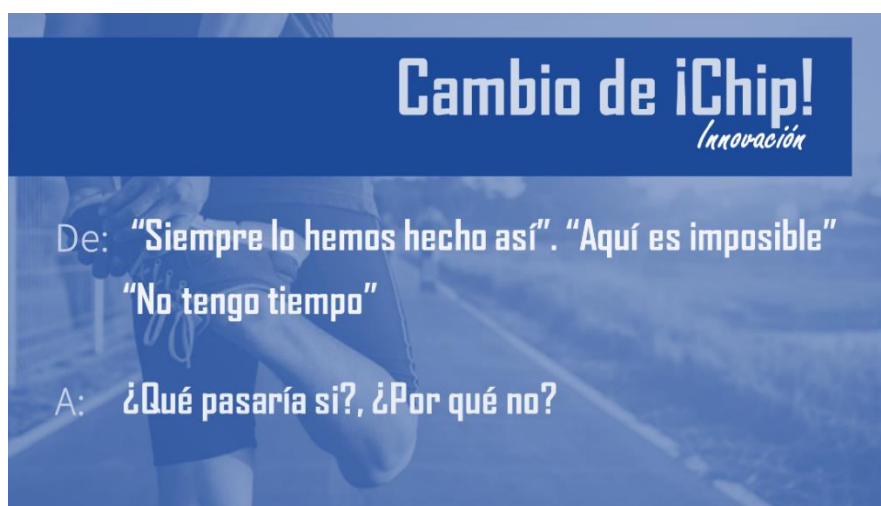 Cambio de ¡Chip!
Innovación
De: “Siempre lo hemos hecho así”. “Aquí es imposible”
“No tengo tiempo”
A: ¿Qué pasaría si?, ¿Por qué no?